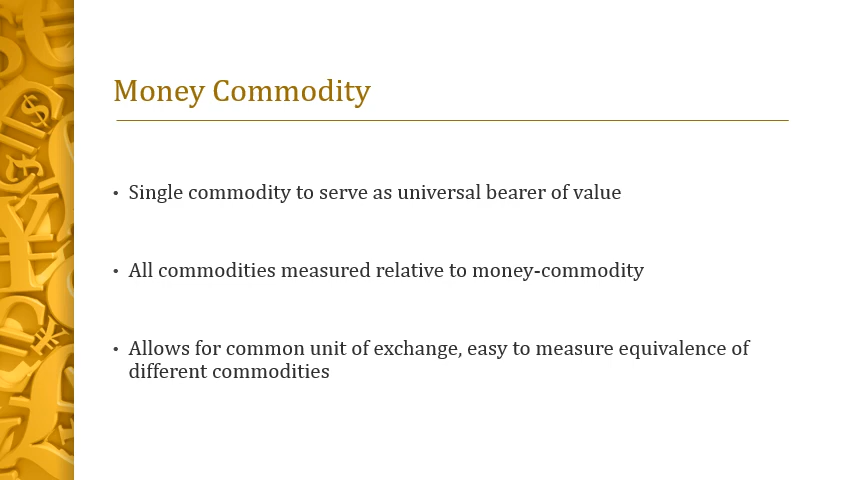 Money Commodity
• Single commodity to serve as universal bearer of value
• All commodities measured relative to money-commodity
• Allows for common unit of exchange, easy to measure equivalence of
different commodities